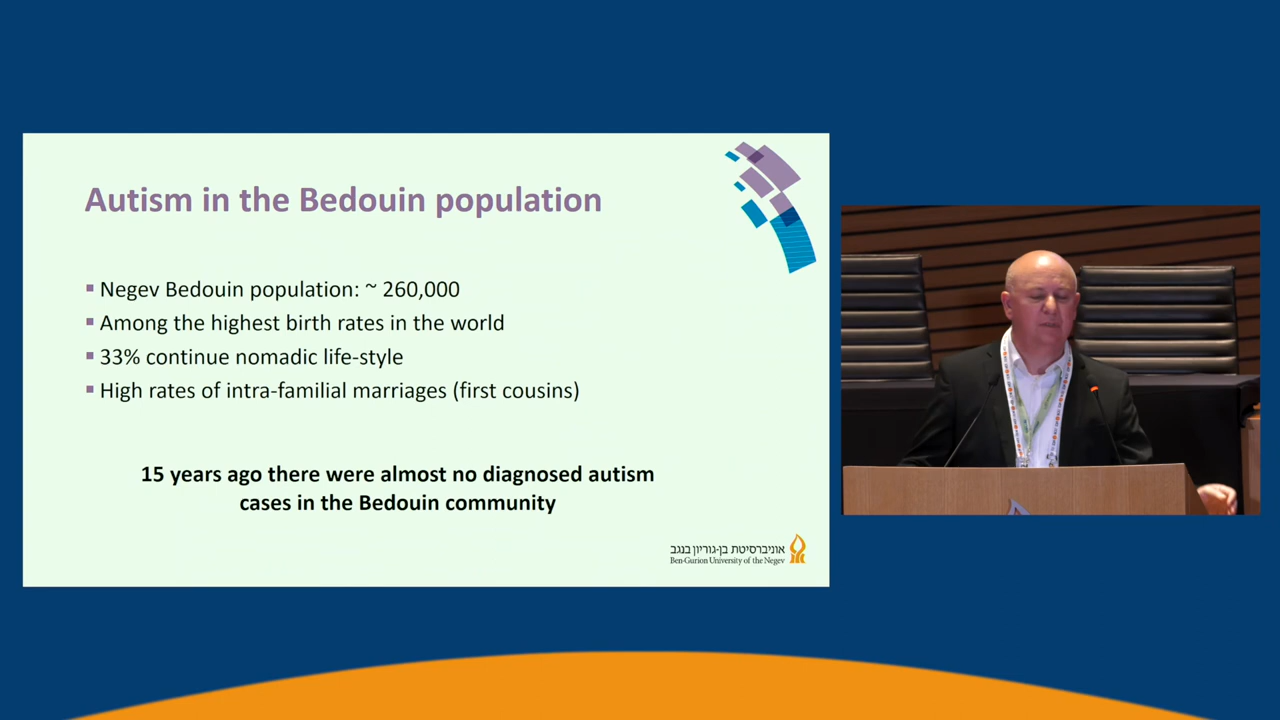 Autism in the Bedouin population
▪ Negev Bedouin population: ~ 260,000
▪ Among the highest birth rates in the world
▪ 33% continue nomadic life-style
▪ High rates of intra-familial marriages (first cousins)
15 years ago there were almost no diagnosed autism
cases in the Bedouin community
אוניברסיטת בן-גוריון בנגב
Ben-Gurion University of the Negev